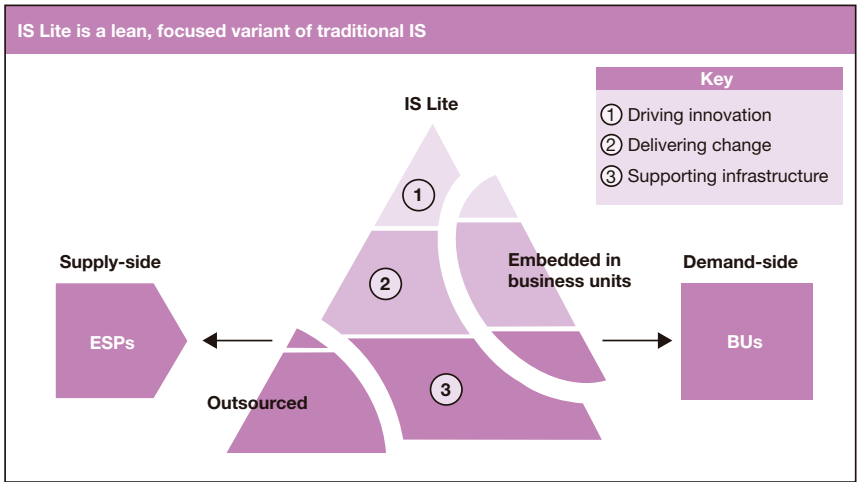 IS Lite is a lean, focused variant of traditional IS
Key
1 Driving innovation
2 Delivering change
3 Supporting infrastructure
IS Lite
1
Supply-side
ESPs
2
Embedded in
business units
Demand-side
BUs
Outsourced
3